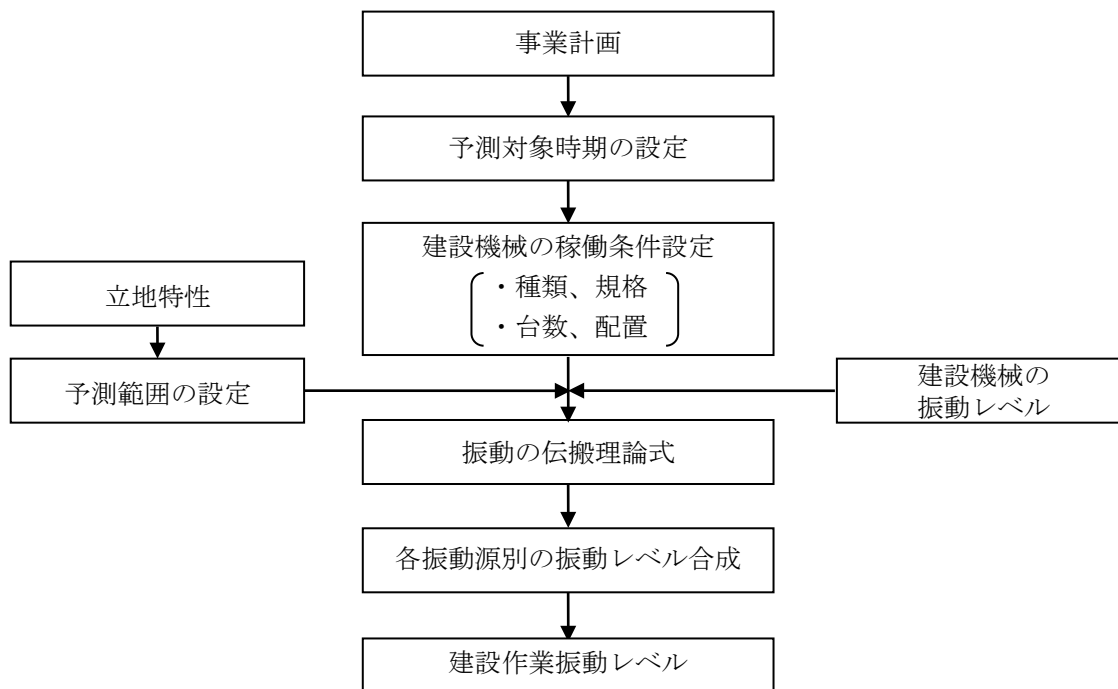 事業計画
予測対象時期の設定
建設機械の稼働条件設定
・種類、規格
・台数、配置
立地特性
予測範囲の設定
建設機械の
振動レベル
振動の伝搬理論式
各振動源別の振動レベル合成
建設作業振動レベル